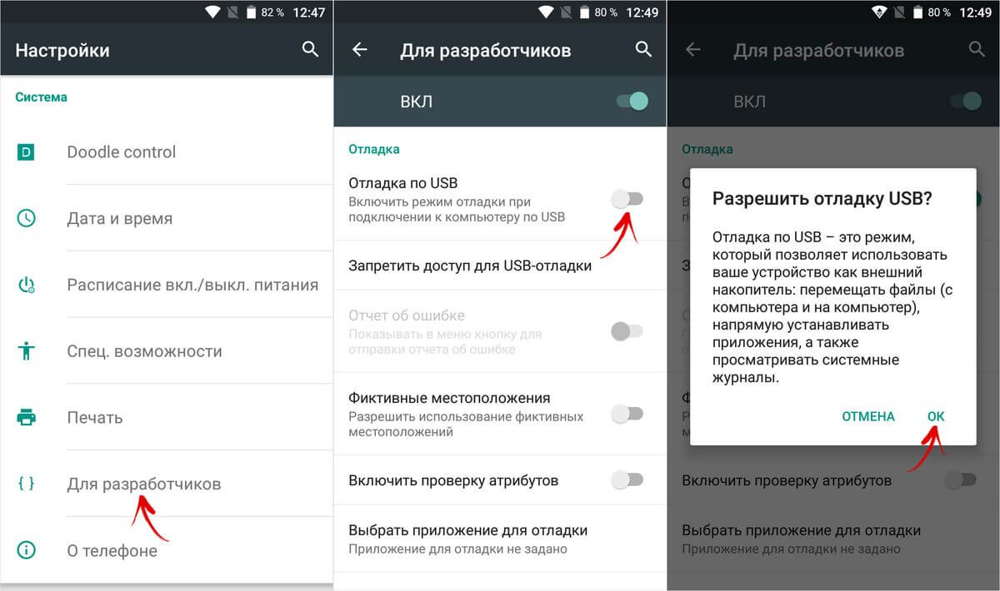 82 % 12:47
Настройки
Система
Doodle control
Дата и время
Расписание вкл./выкл. питания
Спец. возможности
Печать
{ } Для разработчиков
О телефоне
80 % 12:49
Для разработчиков
ВКЛ
Отладка
Отладка по USB
Включить режим отладки при
подключении к компьютеру по USB
Запретить доступ для USB-отладки
Отчет об ошибке
Показывать в меню кнопку для
отправки отчета об ошибке
Фиктивные местоположения
Разрешить использование фиктивных
местоположений
Включить проверку атрибутов
Выбрать приложение для отладки
Приложение для отладки не задано
80 % 12:49
Для разработчиков
ВКЛ
Отладка
Разрешить отладку USB?
Отладка по USB – это режим,
который позволяет использовать
ваше устройство как внешний
накопитель: перемещать файлы (с
компьютера и на компьютер),
напрямую устанавливать
приложения, а также
просматривать системные
журналы.
ОТМЕНА ОК
Включить проверку атрибутов
Выбрать приложение для отладки
Приложение для отладки не задано